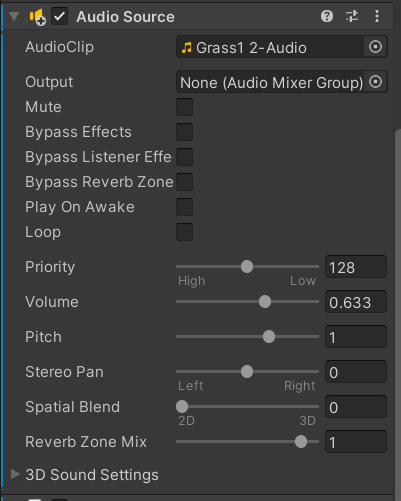 Audio Source
AudioClip Grass1 2-Audio
Output None (Audio Mixer Group)
Mute
Bypass Effects
Bypass Listener Effe
Bypass Reverb Zone
Play On Awake
Loop
Priority 128
High Low
Volume 0.633
Pitch 1
Stereo Pan 0
Left Right
Spatial Blend 0
2D 3D
Reverb Zone Mix 1
3D Sound Settings